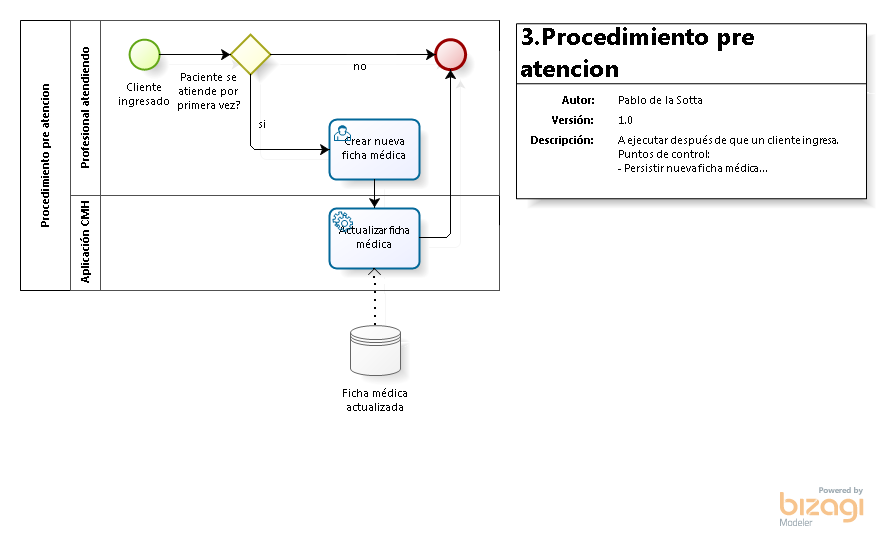 Procedimiento pre atencion
Profesional atendiendo
Aplicación CMH
Cliente
ingresado
Paciente se
atiende por
primera vez?
no
si
Crear nueva
ficha médica
Actualizar ficha
médica
Ficha médica
actualizada
3.Procedimiento pre
atencion
Autor: Pablo de la Sotta
Versión: 1.0
Descripción: A ejecutar después de que un cliente ingresa.
Puntos de control:
- Persistir nueva ficha médica...
Powered by
bizagi
Modeler